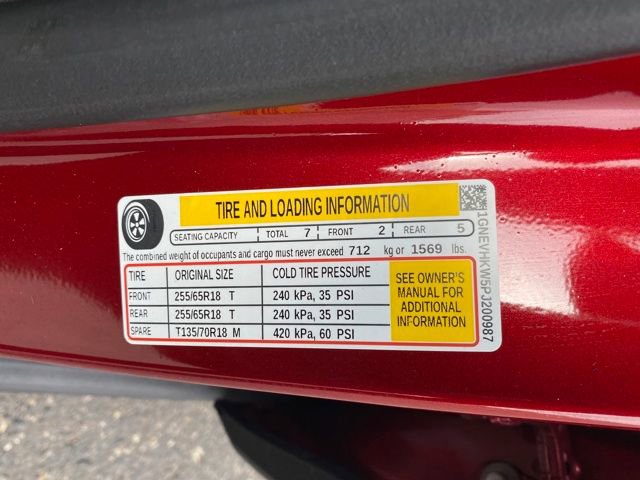 TIRE AND LOADING INFORMATION
SEATING CAPACITY TOTAL 7 FRONT 2 REAR 5
The combined weight of occupants and cargo must never exceed 712 kg or 1569 lbs.
TIRE ORIGINAL SIZE COLD TIRE PRESSURE
FRONT 255/65R18 T 240 kPa, 35 PSI
REAR 255/65R18 T 240 kPa, 35 PSI
SPARE T135/70R18 M 420 kPa, 60 PSI
SEE OWNER'S
MANUAL FOR
ADDITIONAL
INFORMATION
1GNEVHKW5PJ200987